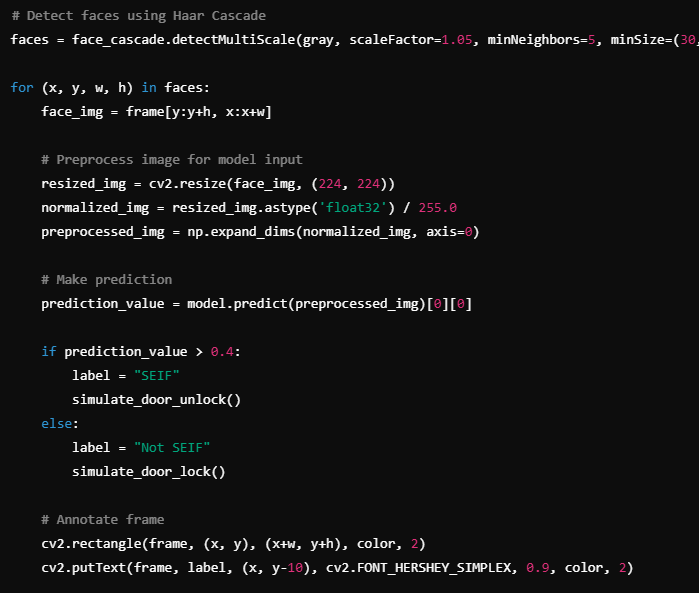 # Detect faces using Haar Cascade
faces = face_cascade.detectMultiScale(gray, scaleFactor=1.05, minNeighbors=5, minSize=(30,
for (x, y, w, h) in faces:
    face_img = frame[y:y+h, x:x+w]
    # Preprocess image for model input
    resized_img = cv2.resize(face_img, (224, 224))
    normalized_img = resized_img.astype('float32') / 255.0
    preprocessed_img = np.expand_dims(normalized_img, axis=0)
    # Make prediction
    prediction_value = model.predict(preprocessed_img)[0][0]
    if prediction_value > 0.4:
        label = "SEIF"
        simulate_door_unlock()
    else:
        label = "Not SEIF"
        simulate_door_lock()
    # Annotate frame
    cv2.rectangle(frame, (x, y), (x+w, y+h), color, 2)
    cv2.putText(frame, label, (x, y-10), cv2.FONT_HERSHEY_SIMPLEX, 0.9, color, 2)